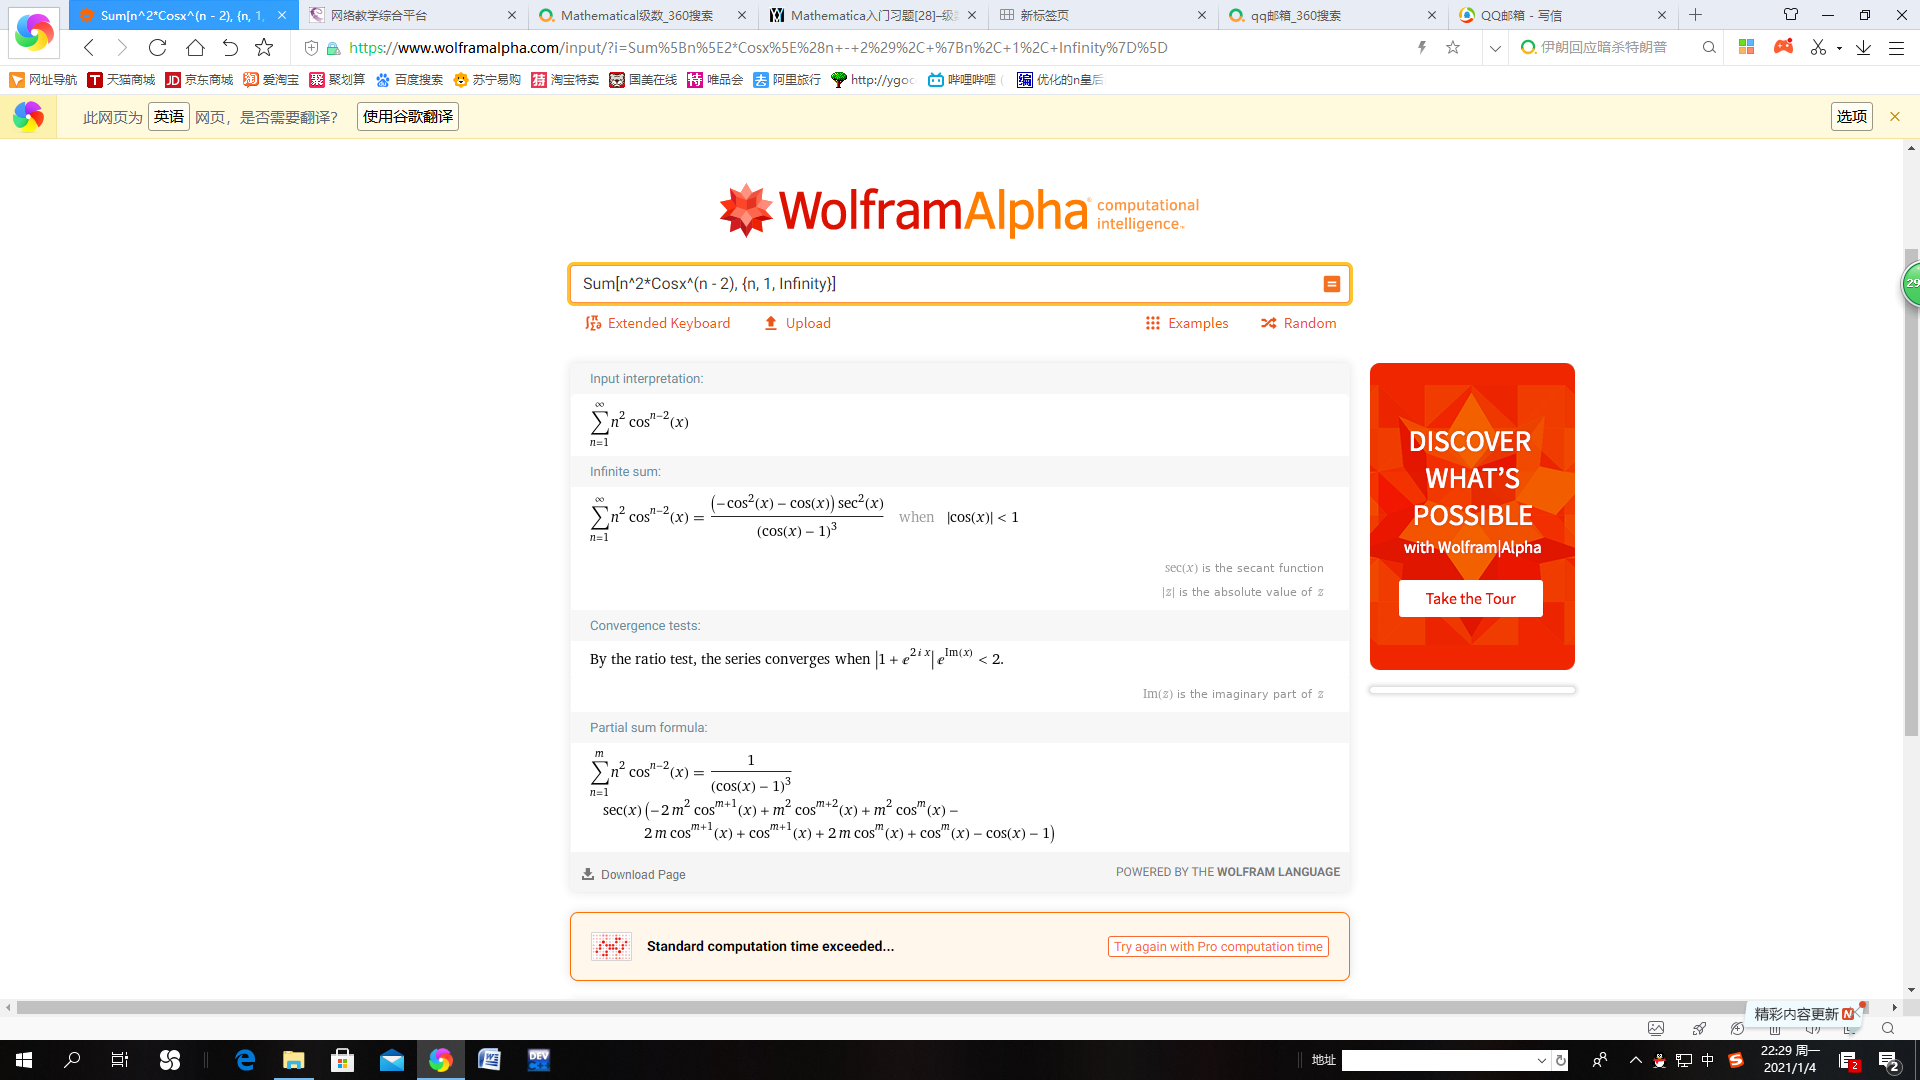 Sum[n^2*Cosx^(n - 2), {n, 1,
网络教学综合平台
Mathematical级数_360搜索
Mathematica入门习题[28]-级数
新标签页
qq邮箱_360搜索
QQ邮箱 - 写信
https://www.wolframalpha.com/input/?i=Sum%5Bn%5E2*Cosx%5E%28n+-+2%29%2C+%7Bn%2C+1%2C+Infinity%7D%5D
伊朗回应暗杀特朗普
网址导航
天猫商城
京东商城
爱淘宝
聚划算
百度搜索
苏宁易购
淘宝特卖
国美在线
唯品会
阿里旅行
http://ygo
哔哩哔哩 (
优化的n皇后
此网页为 英语 网页，是否需要翻译？ 使用谷歌翻译
选项
WolframAlpha computational intelligence™
Sum[n^2*Cosx^(n - 2), {n, 1, Infinity}]
Extended Keyboard
Upload
Examples
Random
Input interpretation:
∑_{n=1}^{∞} n^2 cos^{n-2}(x)
Infinite sum:
∑_{n=1}^{∞} n^2 cos^{n-2}(x) = ((-cos^2(x) - cos(x)) sec^2(x))/(cos(x) - 1)^3 when |cos(x)| < 1
sec(x) is the secant function
|z| is the absolute value of z
Convergence tests:
By the ratio test, the series converges when |1 + e^{2 i x}| e^{Im(x)} < 2.
Im(z) is the imaginary part of z
Partial sum formula:
∑_{n=1}^{m} n^2 cos^{n-2}(x) = 1/(cos(x) - 1)^3
sec(x) (-2 m^2 cos^{m+1}(x) + m^2 cos^{m+2}(x) + m^2 cos^m(x) -
2 m cos^{m+1}(x) + cos^{m+1}(x) + 2 m cos^m(x) + cos^m(x) - cos(x) - 1)
Download Page
POWERED BY THE WOLFRAM LANGUAGE
Standard computation time exceeded...
Try again with Pro computation time
DISCOVER
WHAT'S
POSSIBLE
with Wolfram|Alpha
Take the Tour
29
精彩内容更新
地址
中
22:29 周一
2021/1/4
2
2